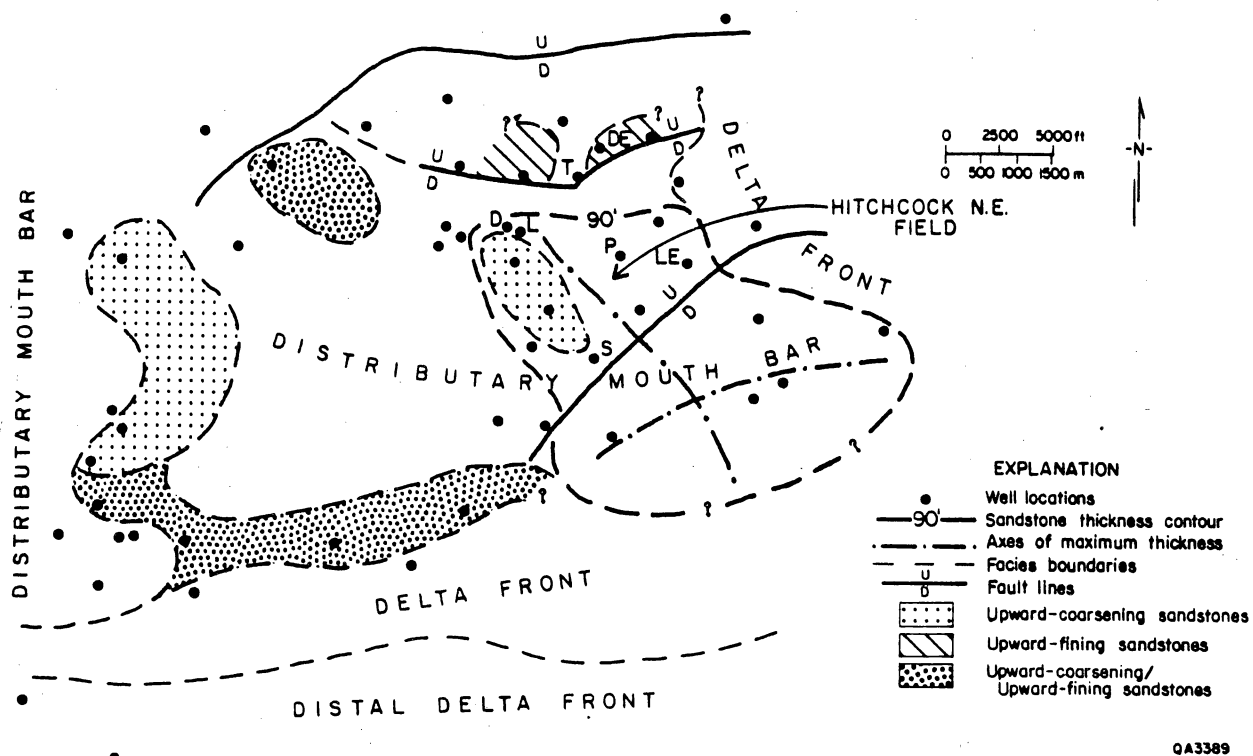 U
D
?
?
?
U
DE
D
T
U
D
DELTA FRONT
0 2500 5000ft
0 500 1000 1500 m
-N-
HITCHCOCK N.E.
FIELD
D L
90'
P
LE
U
D
S
DISTRIBUTARY MOUTH BAR
DISTRIBUTARY MOUTH BAR
?
?
?
DELTA FRONT
DISTAL DELTA FRONT
EXPLANATION
Well locations
90' Sandstone thickness contour
Axes of maximum thickness
Facies boundaries
U
D
Fault lines
Upward-coarsening sandstones
Upward-fining sandstones
Upward-coarsening/
Upward-fining sandstones
QA3389